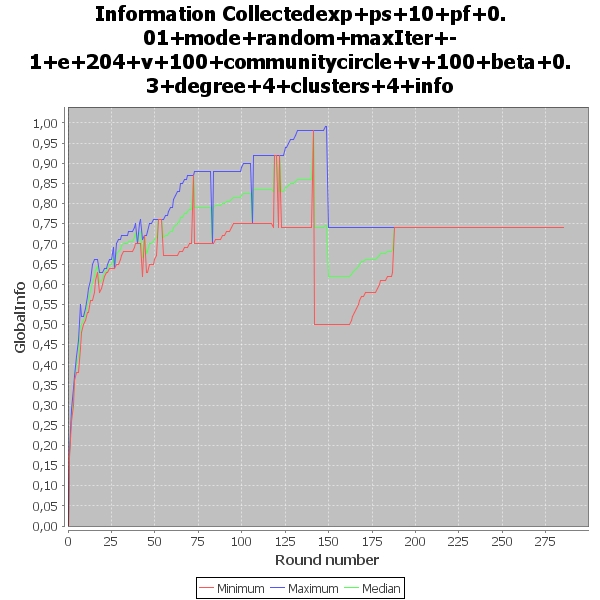 Information Collectedexp+ps+10+pf+0.
01+mode+random+maxIter+-
1+e+204+v+100+communitycircle+v+100+beta+0.
3+degree+4+clusters+4+info
1,00
0,95
0,90
0,85
0,80
0,75
0,70
0,65
0,60
0,55
0,50
0,45
0,40
0,35
0,30
0,25
0,20
0,15
0,10
0,05
0,00
GlobalInfo
0 25 50 75 100 125 150 175 200 225 250 275
Round number
Minimum Maximum Median